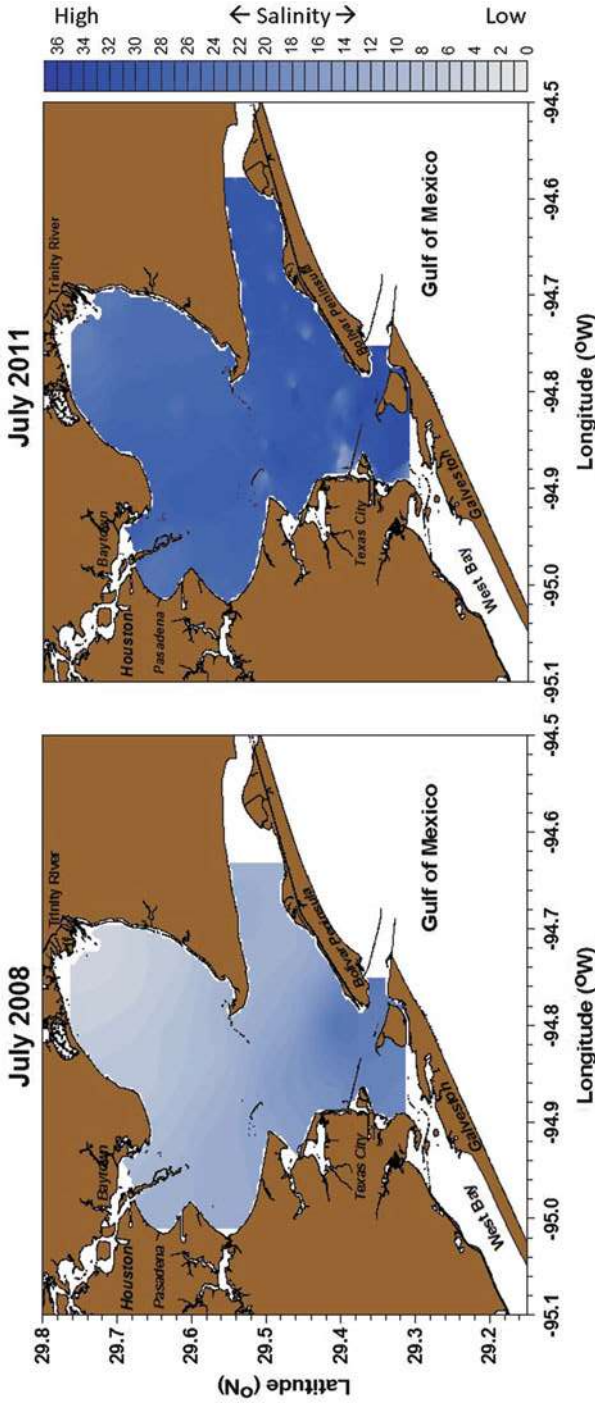 July 2008
Latitude (ºN)
29.8
29.7
29.6
29.5
29.4
29.3
29.2
-95.1
-95.0
-94.9
-94.8
-94.7
-94.6
-94.5
Longitude (ºW)
Trinity River
Baytown
Houston
Pasadena
Texas City
Bolivar Peninsula
Gulf of Mexico
Galveston
West Bay
July 2011
-95.1
-95.0
-94.9
-94.8
-94.7
-94.6
-94.5
Longitude (ºW)
Trinity River
Baytown
Houston
Pasadena
Texas City
Bolivar Peninsula
Gulf of Mexico
Galveston
West Bay
High
36
34
32
30
28
26
24
22
20
18
16
14
12
10
8
6
4
2
0
← Salinity →
Low